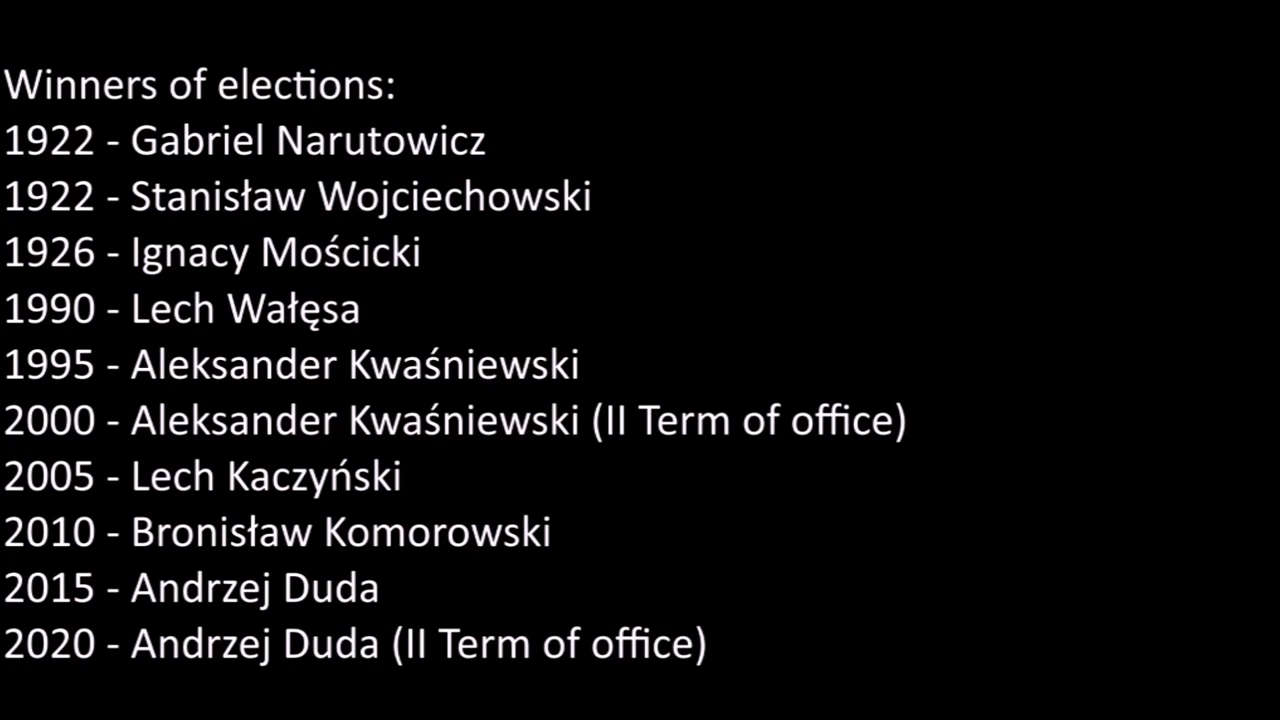 Winners of elections:
1922 - Gabriel Narutowicz
1922 - Stanisław Wojciechowski
1926 - Ignacy Mościcki
1990 - Lech Wałęsa
1995 - Aleksander Kwaśniewski
2000 - Aleksander Kwaśniewski (II Term of office)
2005 - Lech Kaczyński
2010 - Bronisław Komorowski
2015 - Andrzej Duda
2020 - Andrzej Duda (II Term of office)